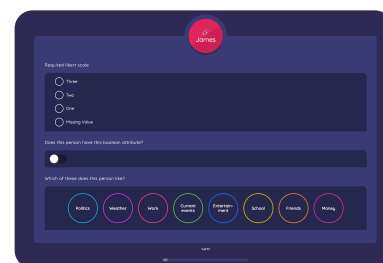 James
Required likert scale
Three
Two
One
Missing Value
Does this person have this boolean attribute?
Which of these does this person like?
Politics
Weather
Work
Current
events
Entertain-
ment
School
Friends
Money